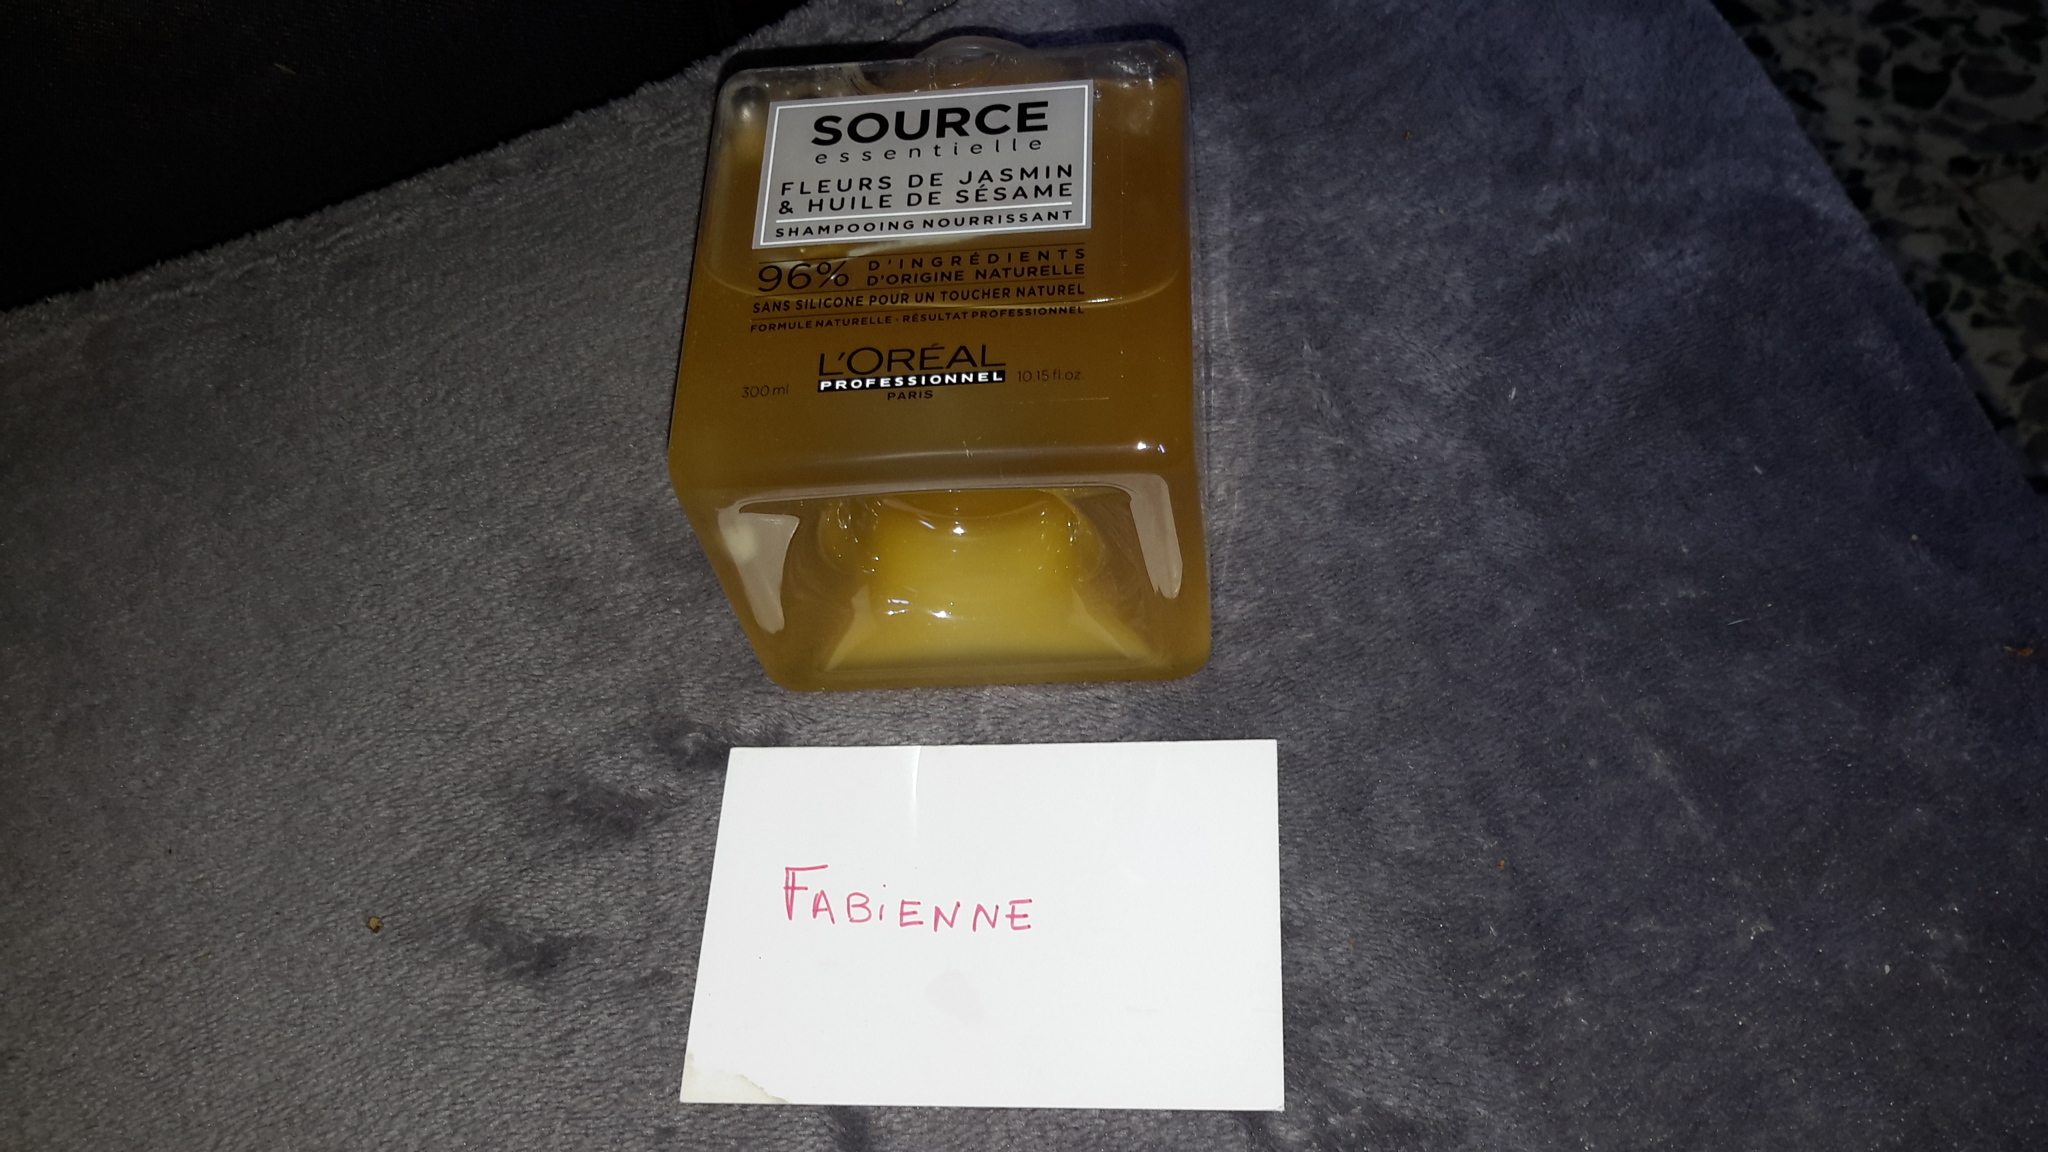 SOURCE
essentielle
FLEURS DE JASMIN
& HUILE DE SÉSAME
SHAMPOOING NOURRISSANT
96% D'INGRÉDIENTS
D'ORIGINE NATURELLE
SANS SILICONE POUR UN TOUCHER NATUREL
FORMULE NATURELLE - RÉSULTAT PROFESSIONNEL
L'ORÉAL
PROFESSIONNEL
PARIS
300 ml
10.15 fl.oz
FABiENNE